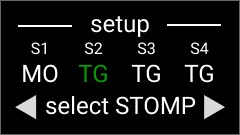 setup
S1 S2 S3 S4
MO TG TG TG
select STOMP